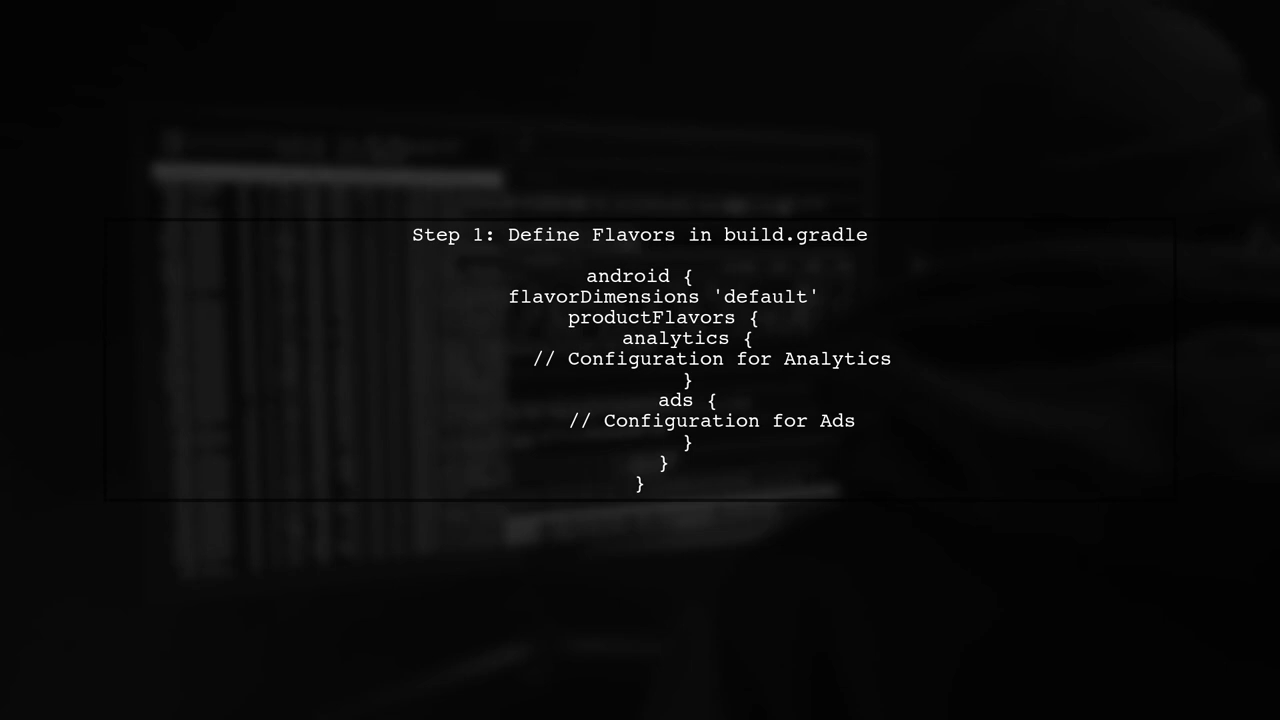 Step 1: Define Flavors in build.gradle
android {
flavorDimensions 'default'
productFlavors {
analytics {
// Configuration for Analytics
}
ads {
// Configuration for Ads
}
}
}